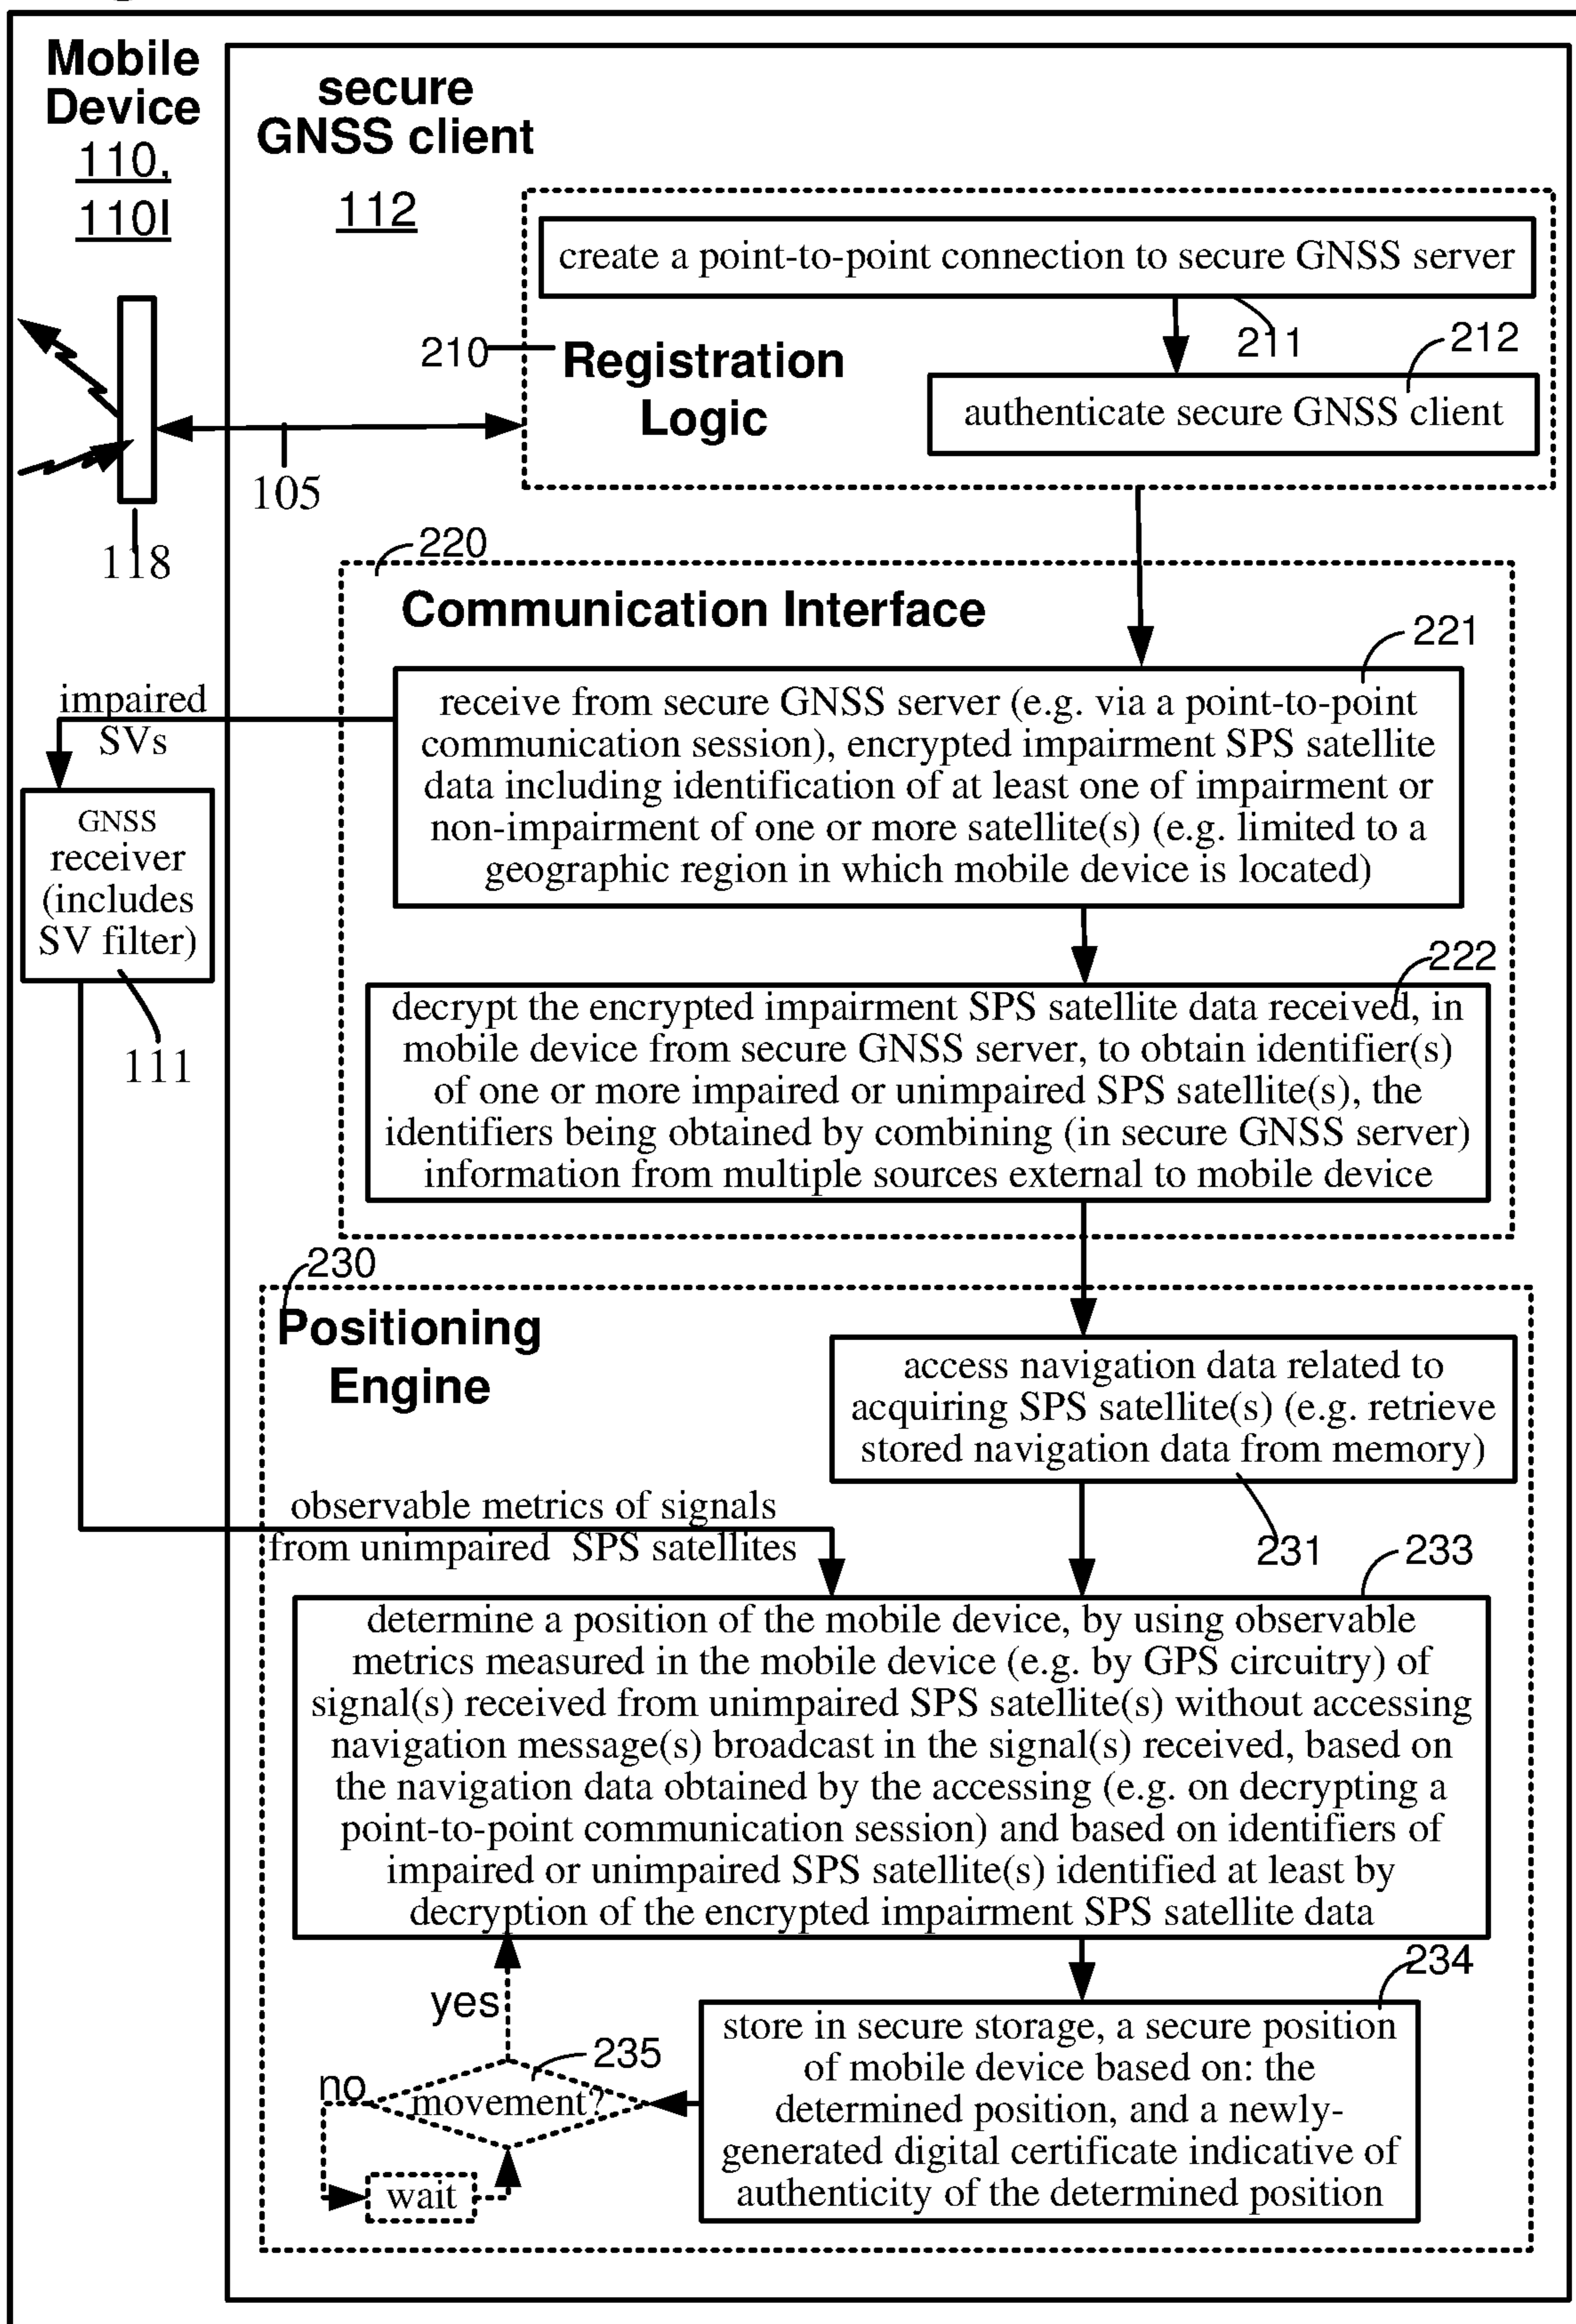 Mobile
Device
110,
110I
secure
GNSS client
112
create a point-to-point connection to secure GNSS server
211
212
210
Registration
Logic
authenticate secure GNSS client
105
118
220
Communication Interface
221
impaired
SVs
receive from secure GNSS server (e.g. via a point-to-point
communication session), encrypted impairment SPS satellite
data including identification of at least one of impairment or
non-impairment of one or more satellite(s) (e.g. limited to a
geographic region in which mobile device is located)
GNSS
receiver
(includes
SV filter)
111
222
decrypt the encrypted impairment SPS satellite data received, in
mobile device from secure GNSS server, to obtain identifier(s)
of one or more impaired or unimpaired SPS satellite(s), the
identifiers being obtained by combining (in secure GNSS server)
information from multiple sources external to mobile device
230
Positioning
Engine
access navigation data related to
acquiring SPS satellite(s) (e.g. retrieve
stored navigation data from memory)
231
observable metrics of signals
from unimpaired SPS satellites
233
determine a position of the mobile device, by using observable
metrics measured in the mobile device (e.g. by GPS circuitry) of
signal(s) received from unimpaired SPS satellite(s) without accessing
navigation message(s) broadcast in the signal(s) received, based on
the navigation data obtained by the accessing (e.g. on decrypting a
point-to-point communication session) and based on identifiers of
impaired or unimpaired SPS satellite(s) identified at least by
decryption of the encrypted impairment SPS satellite data
234
yes
235
no
movement?
wait
store in secure storage, a secure position
of mobile device based on: the
determined position, and a newly-
generated digital certificate indicative of
authenticity of the determined position